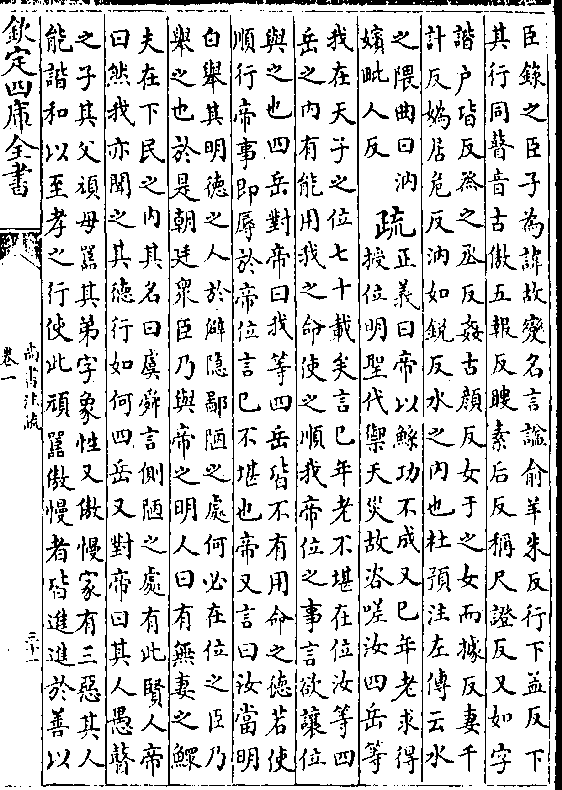 臣錄之臣子為諱故變名言諡俞羊朱反行下孟反下
其行同瞽音古傲五報反瞍素后反稱尺證反又如字
諧户皆反烝之丞反姦古顏反女于之女而據反妻千
計反媯居危反汭如銳反水之内也杜預注左傳云水
之隈曲曰汭
嬪毗人反
疏
正義曰帝以鯀功不成又已年老求得
授位明聖代禦天災故咨嗟汝四岳等
我在天子之位七十載矣言已年老不堪在位汝等四
岳之内有能用我之命使之順我帝位之事言欲讓位
與之也四岳對帝曰我等四岳皆不有用命之德若使
順行帝事即辱於帝位言已不堪也帝又言曰汝當明
白舉其明德之人於僻隱鄙陋之處何必在位之臣乃
舉之也於是朝廷衆臣乃與帝之明人曰有無妻之鰥
夫在下民之内其名曰虞舜言側陋之處有此賢人帝
曰然我亦聞之其德行如何四岳又對帝曰其人愚瞽
之子其父頑母嚚其弟字象性又傲慢家有三惡其人
能諧和以至孝之行使此頑嚚傲慢者皆進進於善以
欽定四庫全書
尚書注疏
卷一
三十一